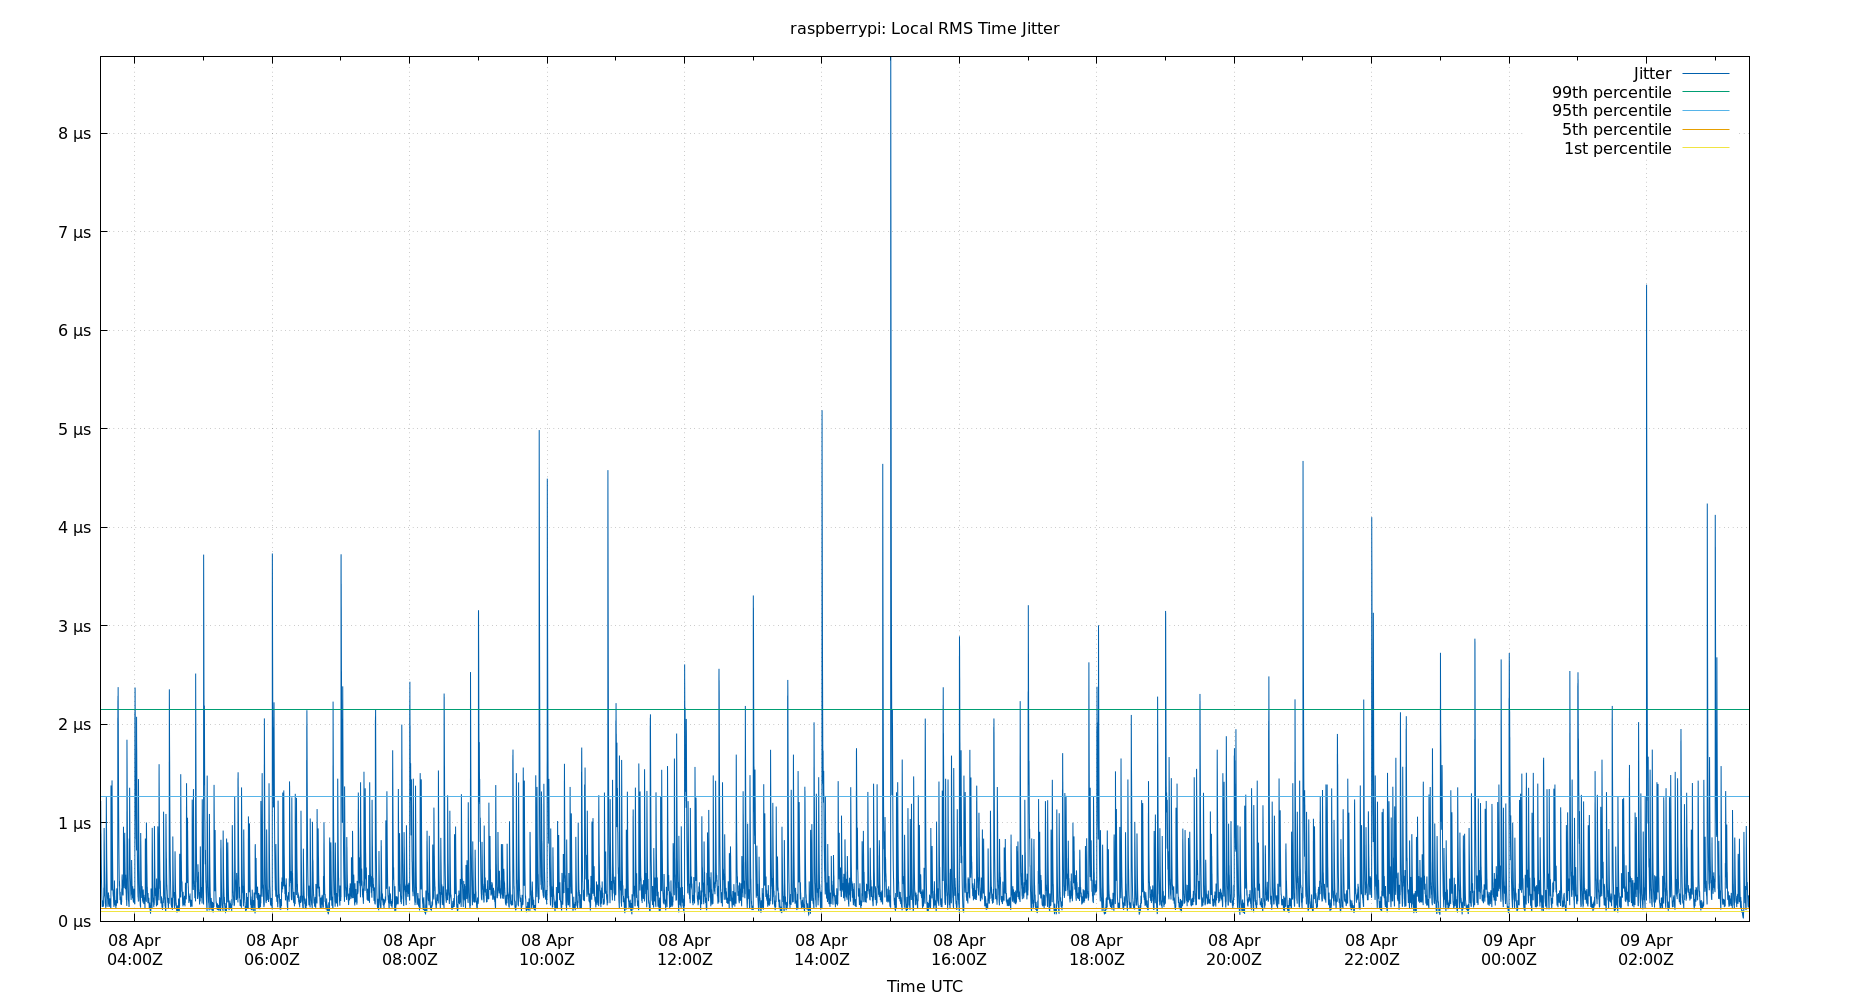 raspberrypi: Local RMS Time Jitter
Jitter
99th percentile
95th percentile
5th percentile
1st percentile
8 µs
7 µs
6 µs
5 µs
4 µs
3 µs
2 µs
1 µs
0 µs
08 Apr 08 Apr 08 Apr 08 Apr 08 Apr 08 Apr 08 Apr 08 Apr 08 Apr 08 Apr 09 Apr 09 Apr
04:00Z 06:00Z 08:00Z 10:00Z 12:00Z 14:00Z 16:00Z 18:00Z 20:00Z 22:00Z 00:00Z 02:00Z
Time UTC